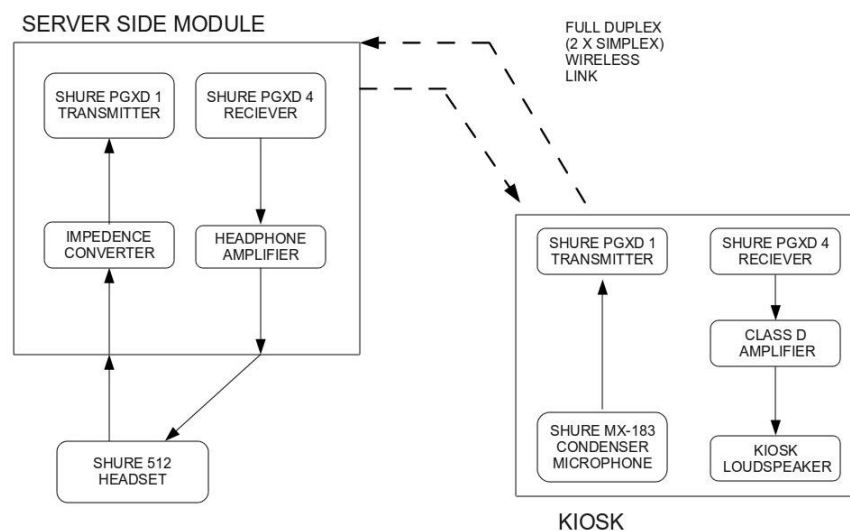 SERVER SIDE MODULE
FULL DUPLEX
(2 X SIMPLEX)
WIRELESS
LINK
SHURE PGXD 1
TRANSMITTER
SHURE PGXD 4
RECIEVER
IMPEDENCE
CONVERTER
HEADPHONE
AMPLIFIER
SHURE 512
HEADSET
SHURE PGXD 1
TRANSMITTER
SHURE PGXD 4
RECIEVER
CLASS D
AMPLIFIER
SHURE MX-183
CONDENSER
MICROPHONE
KIOSK
LOUDSPEAKER
KIOSK